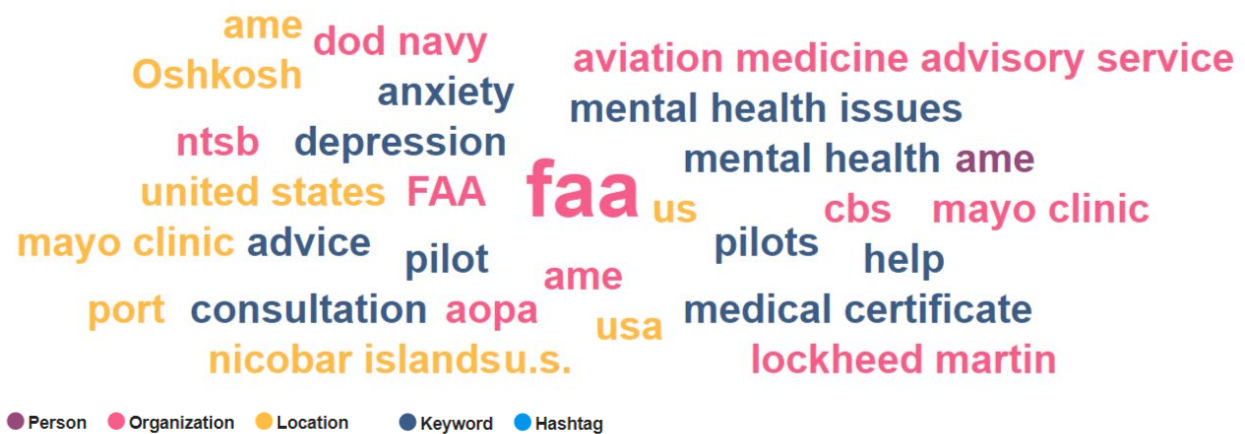 ame dod navy
Oshkosh anxiety aviation medicine advisory service
mental health issues
ntsb depression mental health ame
united states FAA faa us cbs mayo clinic
mayo clinic advice pilot pilots help
ame
port consultation aopa usa medical certificate
nicobar islands u.s. lockheed martin
Person Organization Location Keyword Hashtag